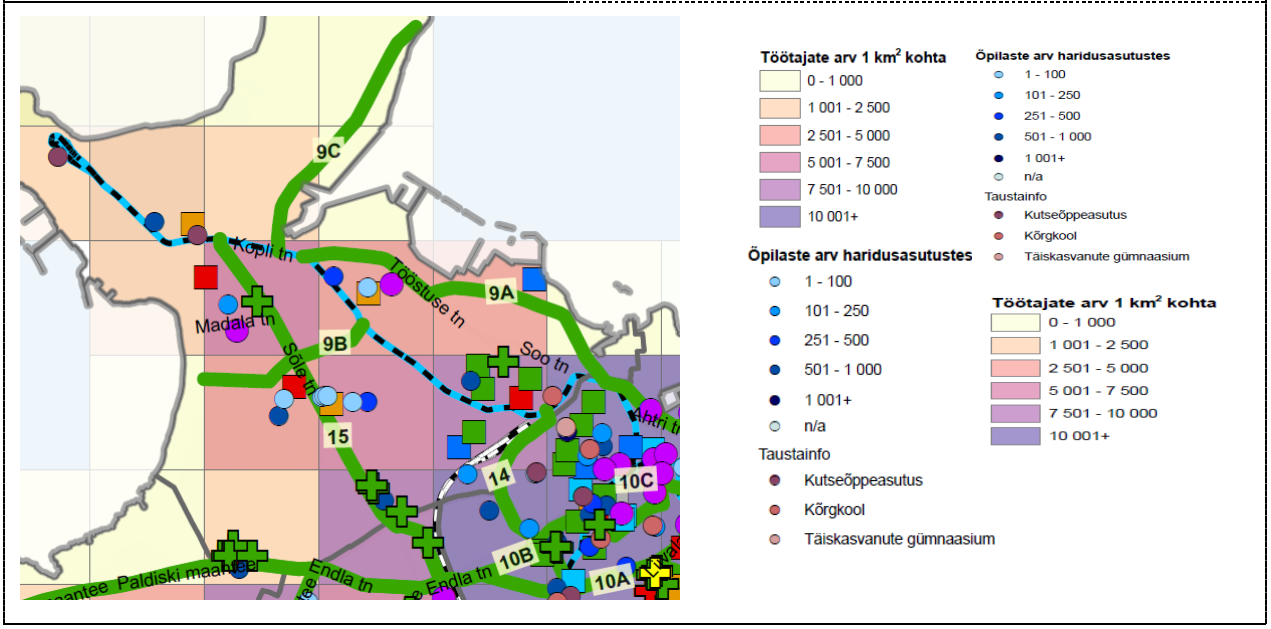 9C
Kopli tn
Tööstuse tn
9A
Madala tn
9B
Sõle tn
Soo tn
15
Ahtri tn
14
10C
10B
10A
Paldiski maantee
Endla tn
Endla tn
Töötajate arv 1 km² kohta
0 - 1 000
1 001 - 2 500
2 501 - 5 000
5 001 - 7 500
7 501 - 10 000
10 001+
Õpilaste arv haridusasutustes
1 - 100
101 - 250
251 - 500
501 - 1 000
1 001+
n/a
Taustainfo
Kutseõppeasutus
Kõrgkool
Täiskasvanute gümnaasium
Õpilaste arv haridusasutustes
1 - 100
101 - 250
251 - 500
501 - 1 000
1 001+
n/a
Taustainfo
Kutseõppeasutus
Kõrgkool
Täiskasvanute gümnaasium
Töötajate arv 1 km² kohta
0 - 1 000
1 001 - 2 500
2 501 - 5 000
5 001 - 7 500
7 501 - 10 000
10 001+